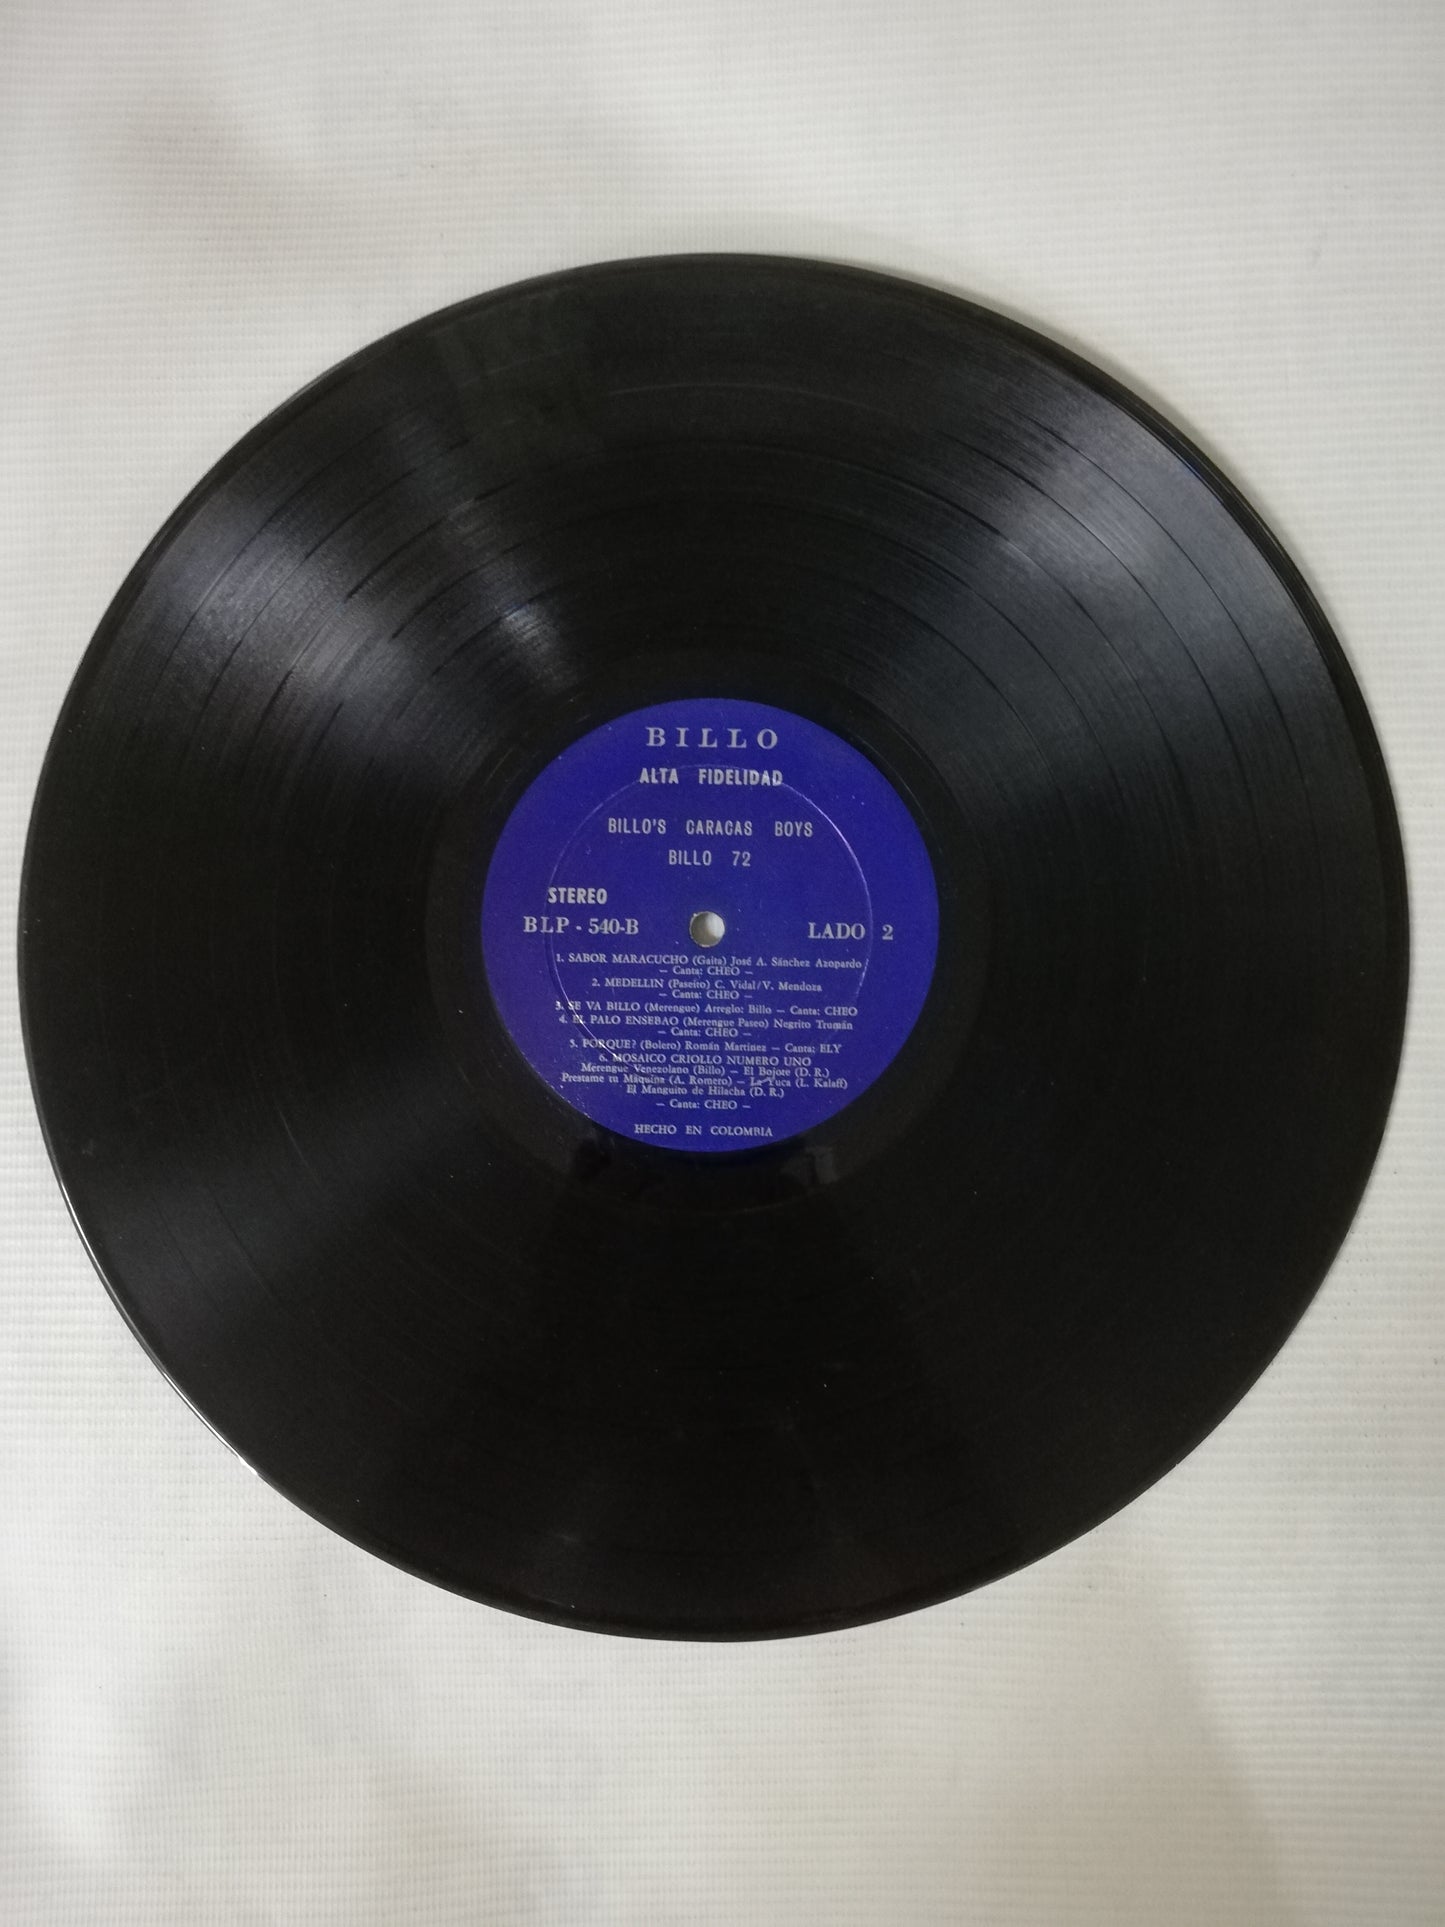 BILLO
ALTA FIDELIDAD
BILLO'S CARACAS BOYS
BILLO 72
STEREO
BLP - 540-B LADO 2
1. SABOR MARACUCHO (Gaita) José A. Sánchez Azopardo
— Canta: CHEO —
2. MEDELLIN (Paseito) C. Vidal/V. Mendoza
— Canta: CHEO —
3. SE VA BILLO (Merengue) Arreglo: Billo — Canta: CHEO
4. EL PALO ENSEBAO (Merengue Paseo) Negrito Trumán
— Canta: CHEO —
5. PORQUE? (Bolero) Román Martinez — Canta: ELY
6. MOSAICO CRIOLLO NUMERO UNO
Merengue Venezolano (Billo) — El Bojote (D. R.)
Prestame tu Máquina (A. Romero) — La Yuca (L. Kalaff)
El Manguito de Hilacha (D. R.)
— Canta: CHEO —
HECHO EN COLOMBIA